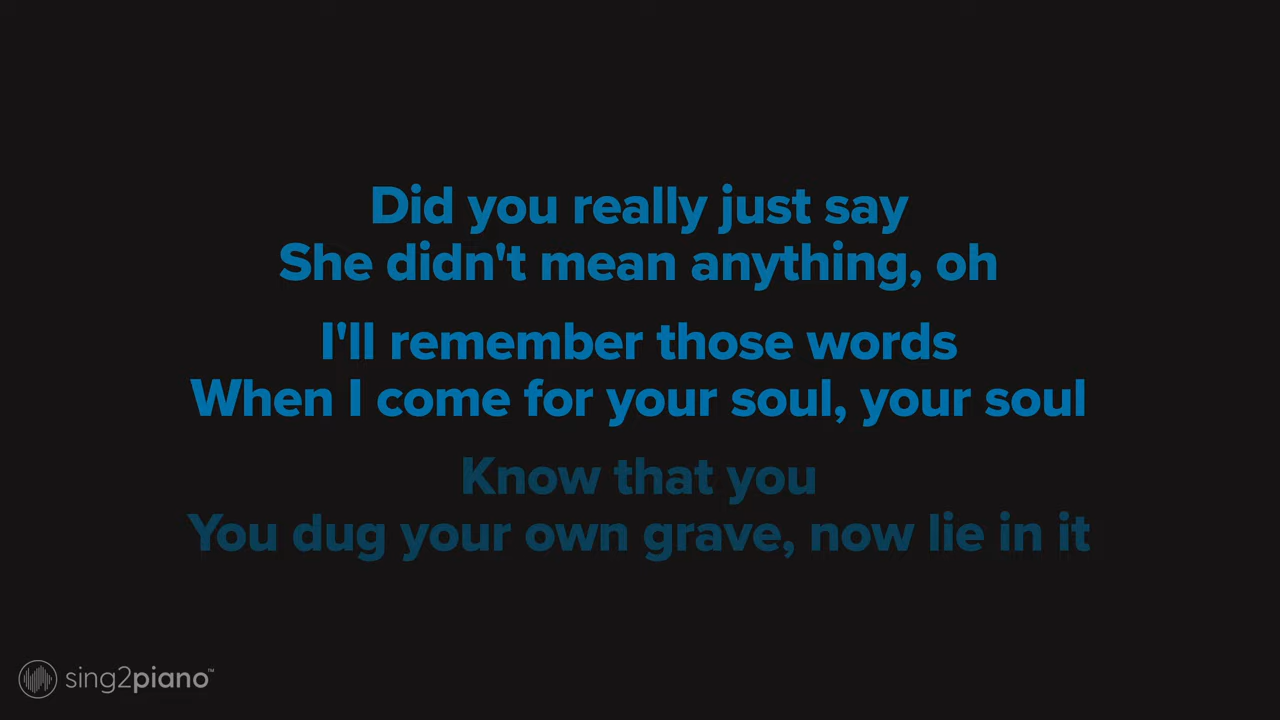 Did you really just say
She didn't mean anything, oh
I'll remember those words
When I come for your soul, your soul
Know that you
You dug your own grave, now lie in it
sing2piano™